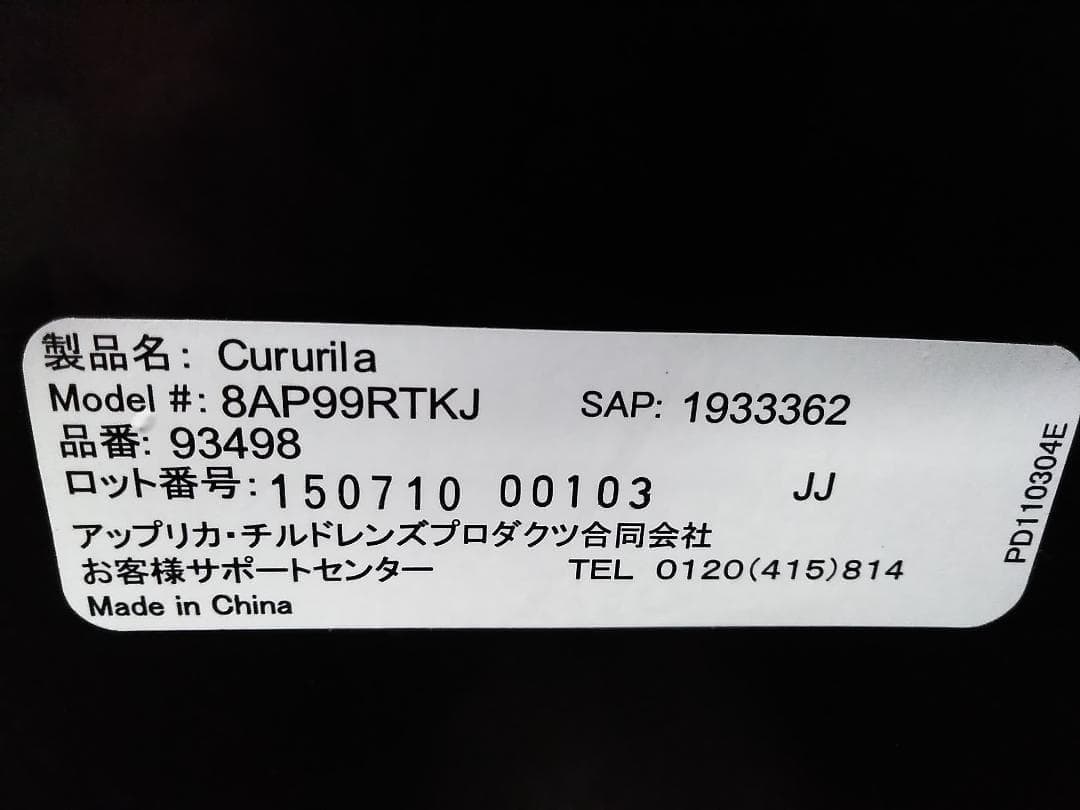 製品名: Cururila
Model #: 8AP99RTKJ SAP: 1933362
品番: 93498
ロット番号: 150710 00103 JJ
アップリカ・チルドレンズプロダクツ合同会社
お客様サポートセンター TEL 0120(415)814
Made in China
PD110304E